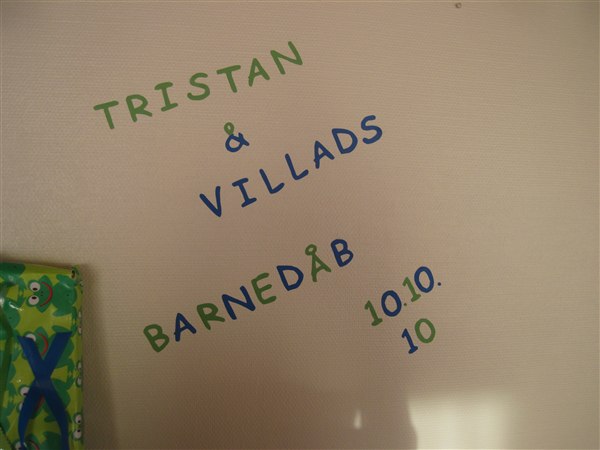 TRISTAN
&
VILLADS
BARNEDÅB
10.10.
10